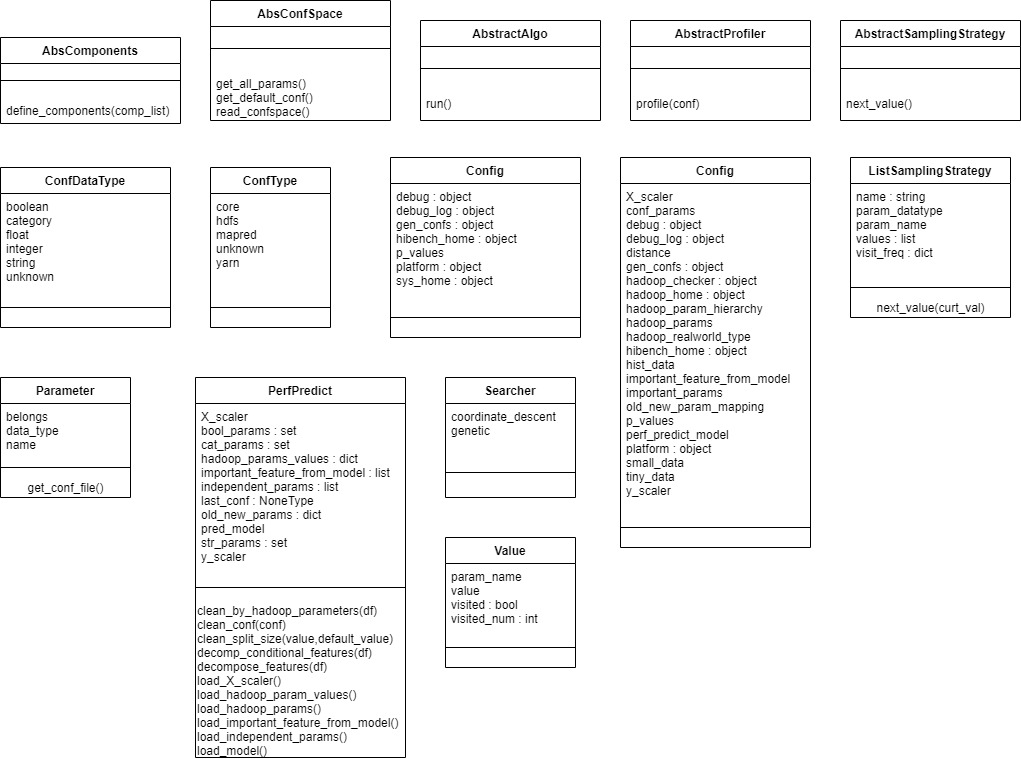 AbsComponents
define_components(comp_list)
AbsConfSpace
get_all_params()
get_default_conf()
read_confspace()
AbstractAlgo
run()
AbstractProfiler
profile(conf)
AbstractSamplingStrategy
next_value()
ConfDataType
boolean
category
float
integer
string
unknown
ConfType
core
hdfs
mapred
unknown
yarn
Config
debug : object
debug_log : object
gen_confs : object
hibench_home : object
p_values
platform : object
sys_home : object
Config
X_scaler
conf_params
debug : object
debug_log : object
distance
gen_confs : object
hadoop_checker : object
hadoop_home : object
hadoop_param_hierarchy
hadoop_params
hadoop_realworld_type
hibench_home : object
hist_data
important_feature_from_model
important_params
old_new_param_mapping
p_values
perf_predict_model
platform : object
small_data
tiny_data
y_scaler
ListSamplingStrategy
name : string
param_datatype
param_name
values : list
visit_freq : dict
next_value(curt_val)
Parameter
belongs
data_type
name
get_conf_file()
PerfPredict
X_scaler
bool_params : set
cat_params : set
hadoop_params_values : dict
important_feature_from_model : list
independent_params : list
last_conf : NoneType
old_new_params : dict
pred_model
str_params : set
y_scaler
clean_by_hadoop_parameters(df)
clean_conf(conf)
clean_split_size(value,default_value)
decomp_conditional_features(df)
decompose_features(df)
load_X_scaler()
load_hadoop_param_values()
load_hadoop_params()
load_important_feature_from_model()
load_independent_params()
load_model()
Searcher
coordinate_descent
genetic
Value
param_name
value
visited : bool
visited_num : int